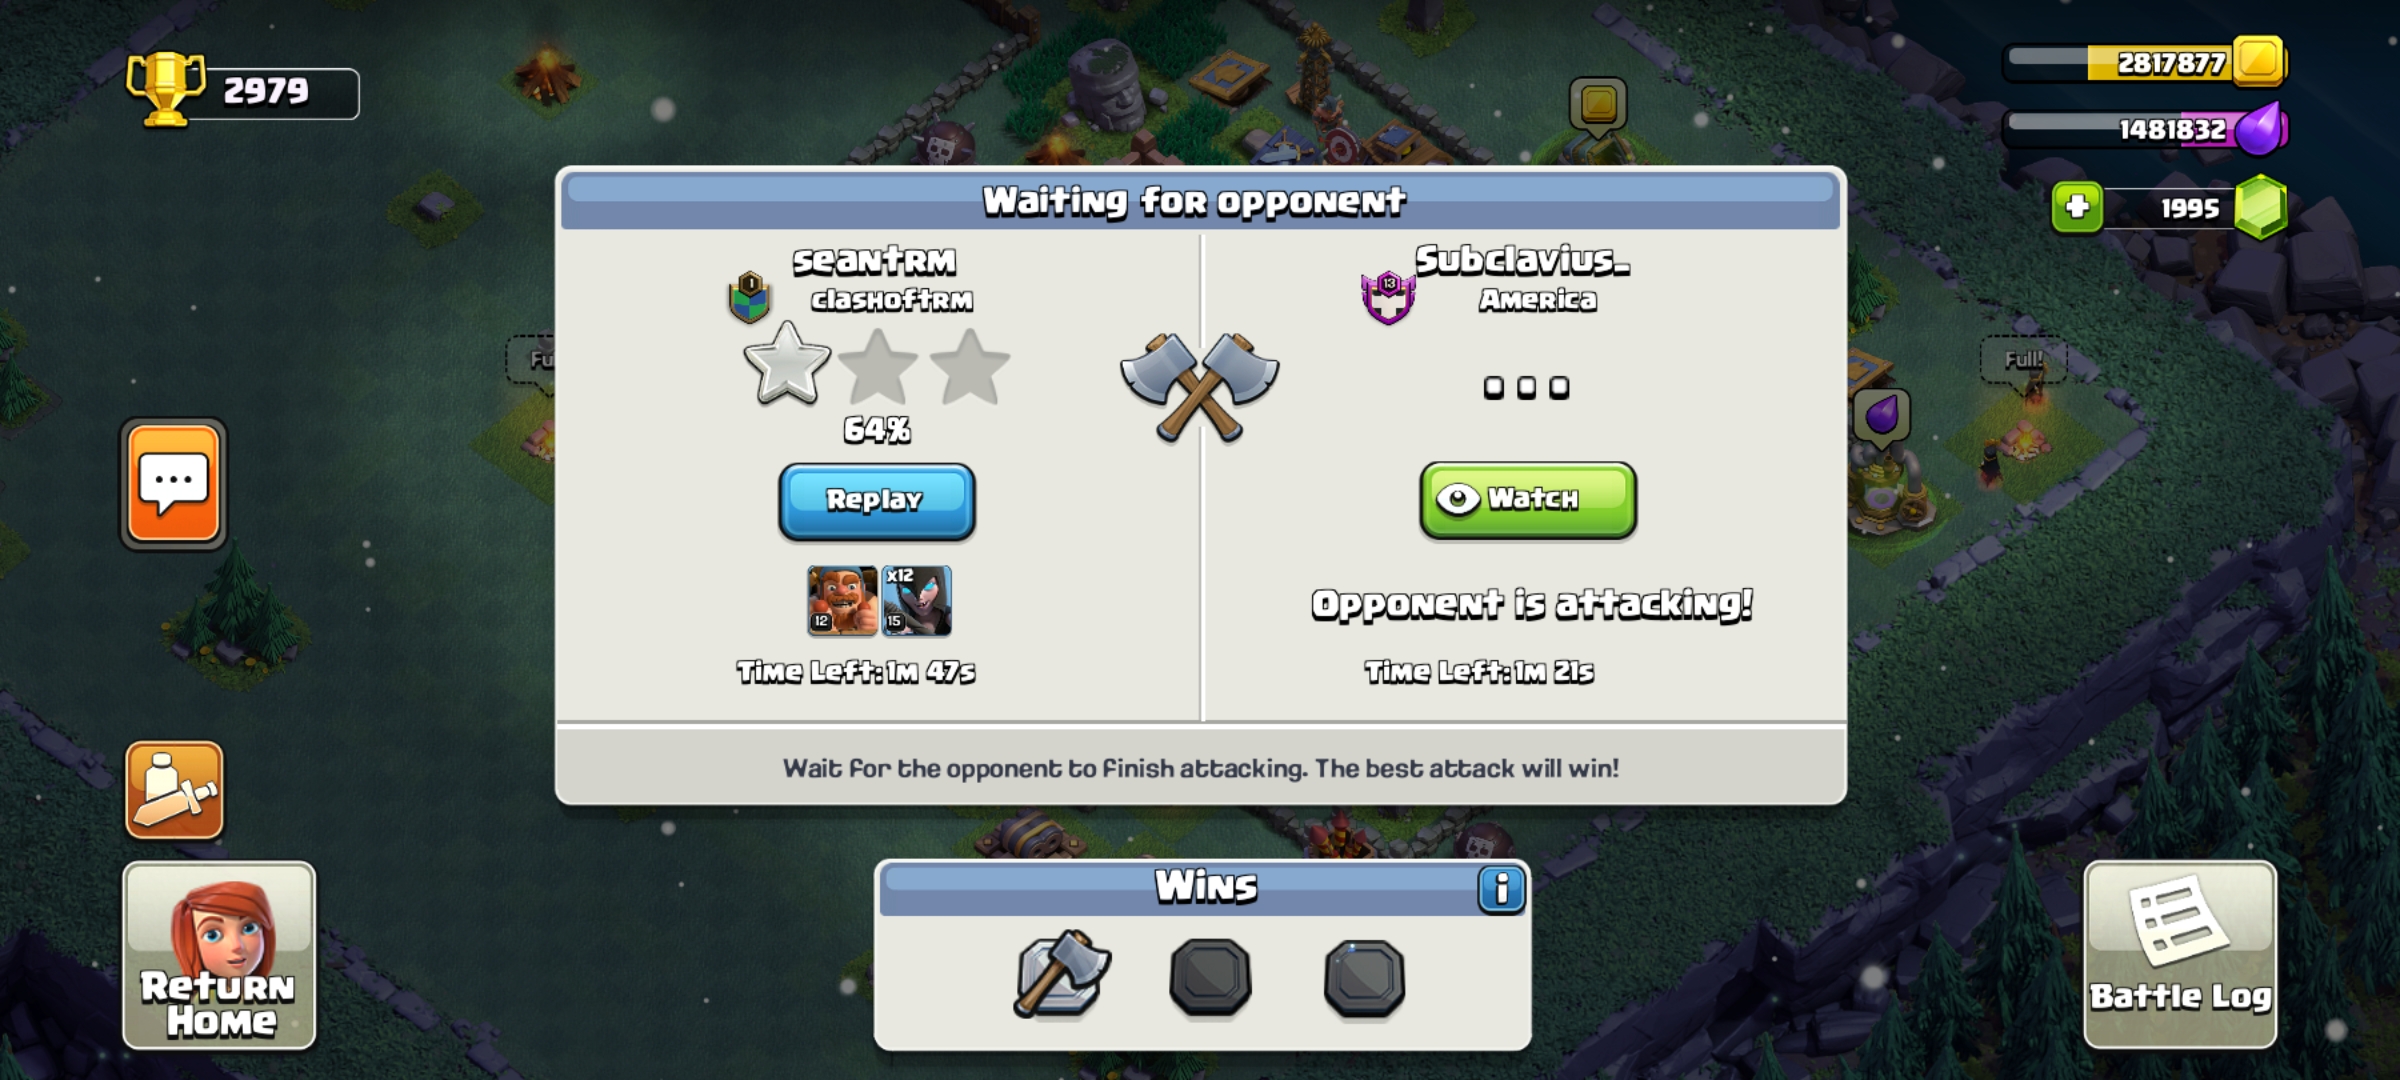 2979
2817877
1481832
1995
Waiting for opponent
seantrm
1
clashoftrm
64%
Replay
12
x12
15
Time Left:1m 47s
Subclavius_
13
America
Watch
Opponent is attacking!
Time Left:1m 21s
Wait for the opponent to finish attacking. The best attack will win!
Full!
Wins
i
Return
Home
Battle Log